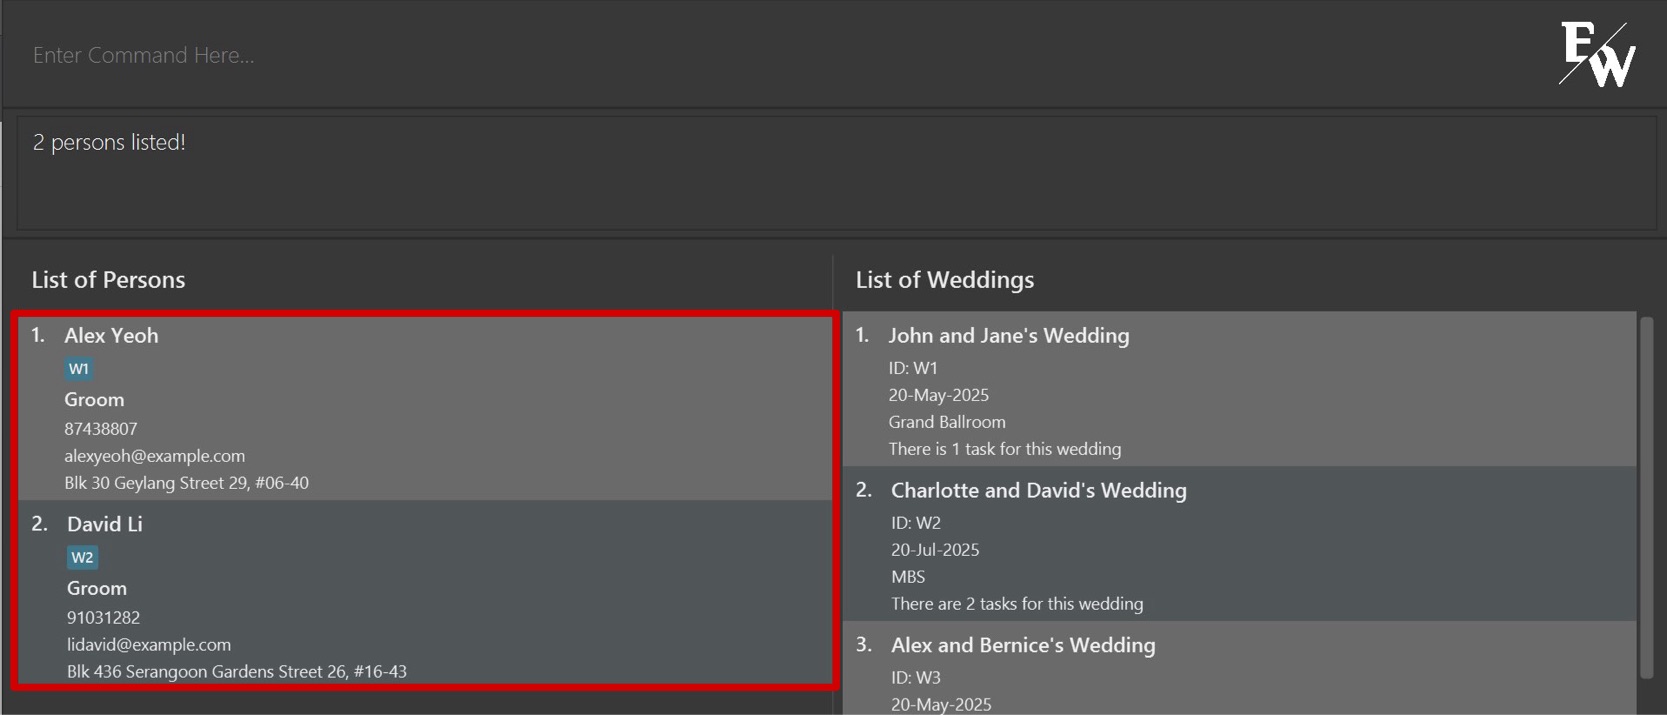 Enter Command Here...
EW
2 persons listed!
List of Persons
1. Alex Yeoh
W1
Groom
87438807
alexyeoh@example.com
Blk 30 Geylang Street 29, #06-40
2. David Li
W2
Groom
91031282
lidavid@example.com
Blk 436 Serangoon Gardens Street 26, #16-43
List of Weddings
1. John and Jane's Wedding
ID: W1
20-May-2025
Grand Ballroom
There is 1 task for this wedding
2. Charlotte and David's Wedding
ID: W2
20-Jul-2025
MBS
There are 2 tasks for this wedding
3. Alex and Bernice's Wedding
ID: W3
20-May-2025